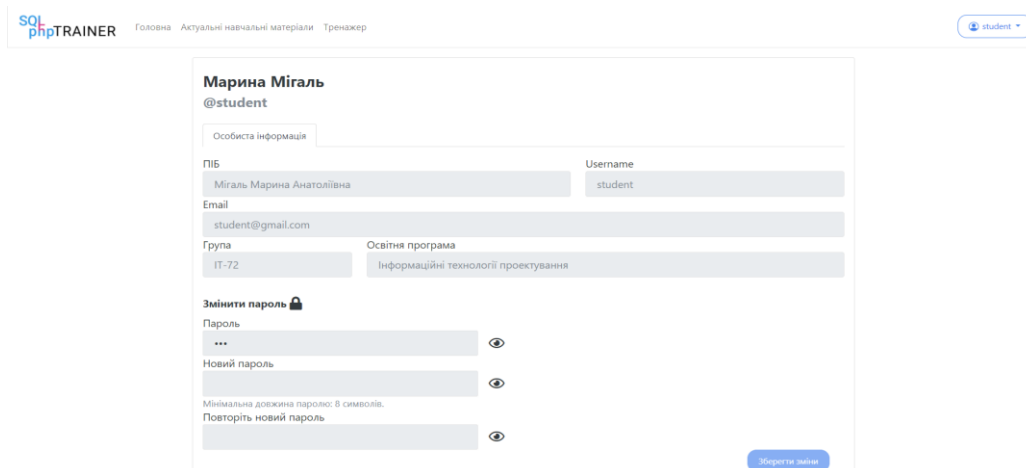 SQL
phpTRAINER
Головна Актуальні навчальні матеріали Тренажер
student
Марина Мігаль
@student
Особиста інформація
ПІБ Username
Мігаль Марина Анатоліївна student
Email
student@gmail.com
Група Освітня програма
ІТ-72 Інформаційні технології проектування
Змінити пароль
Пароль
•••
Новий пароль
Мінімальна довжина паролю: 8 символів.
Повторіть новий пароль
Зберегти зміни